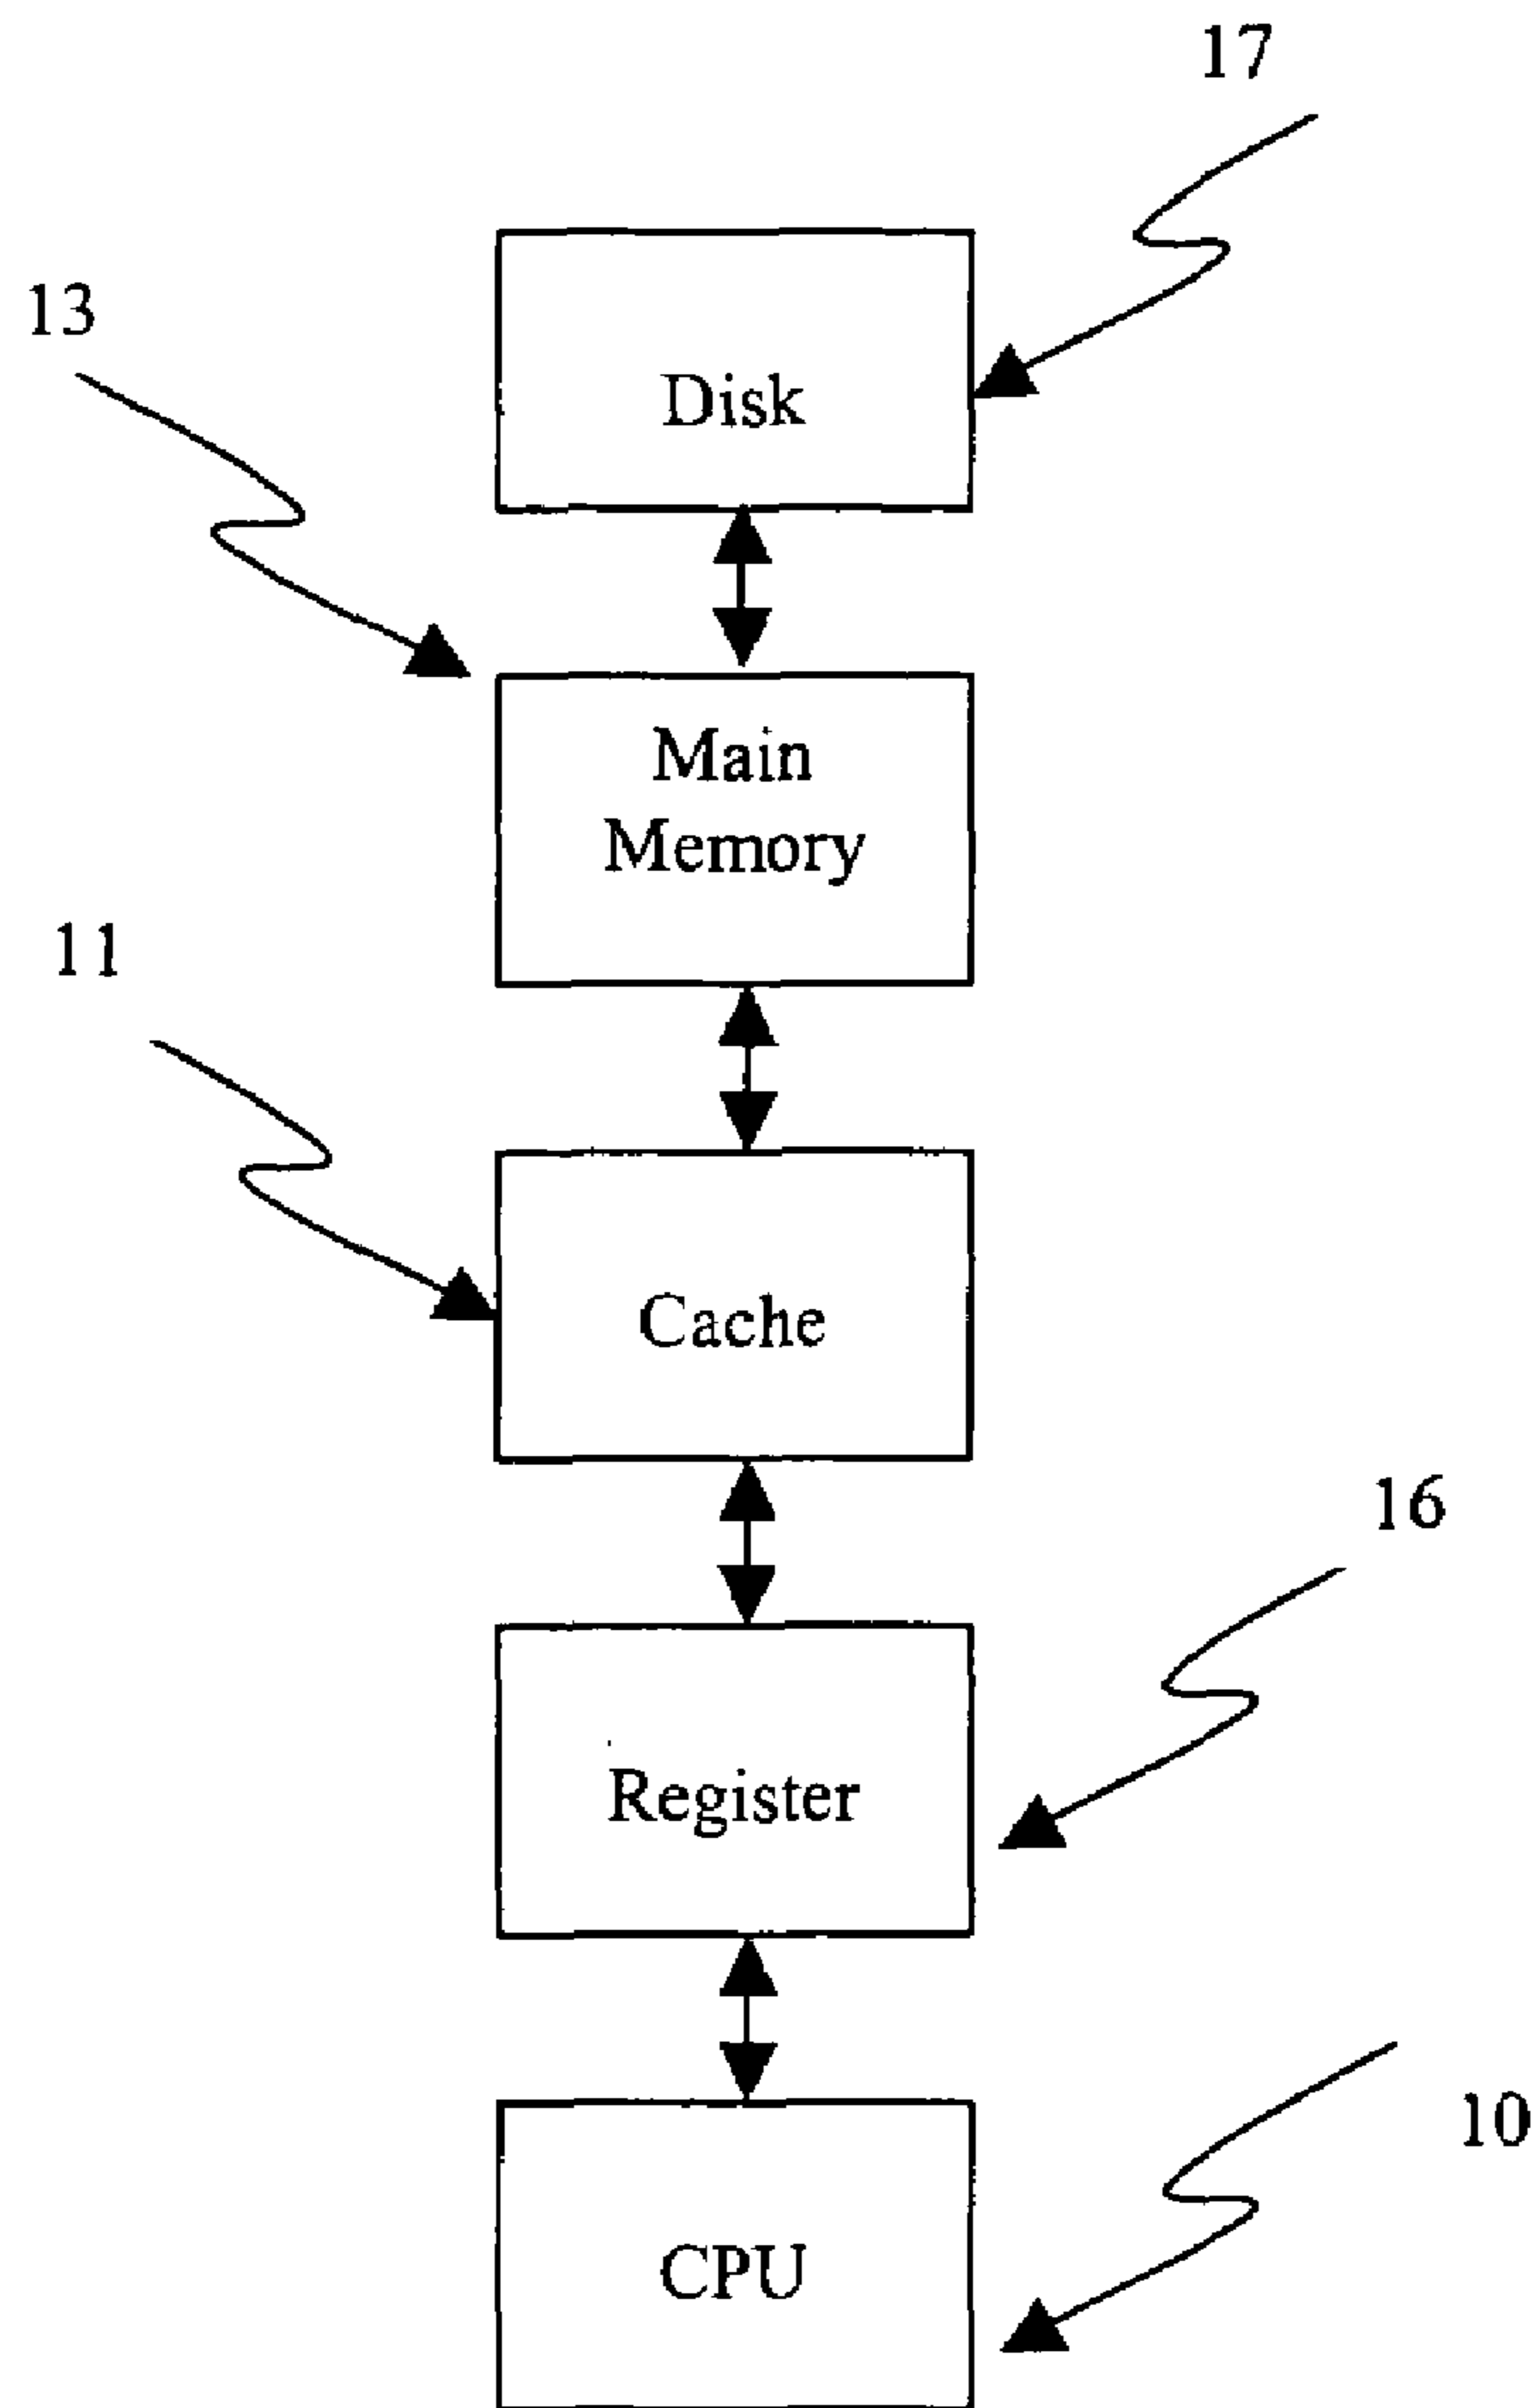 17
13
Disk
Main
Memory
11
Cache
16
Register
10
CPU